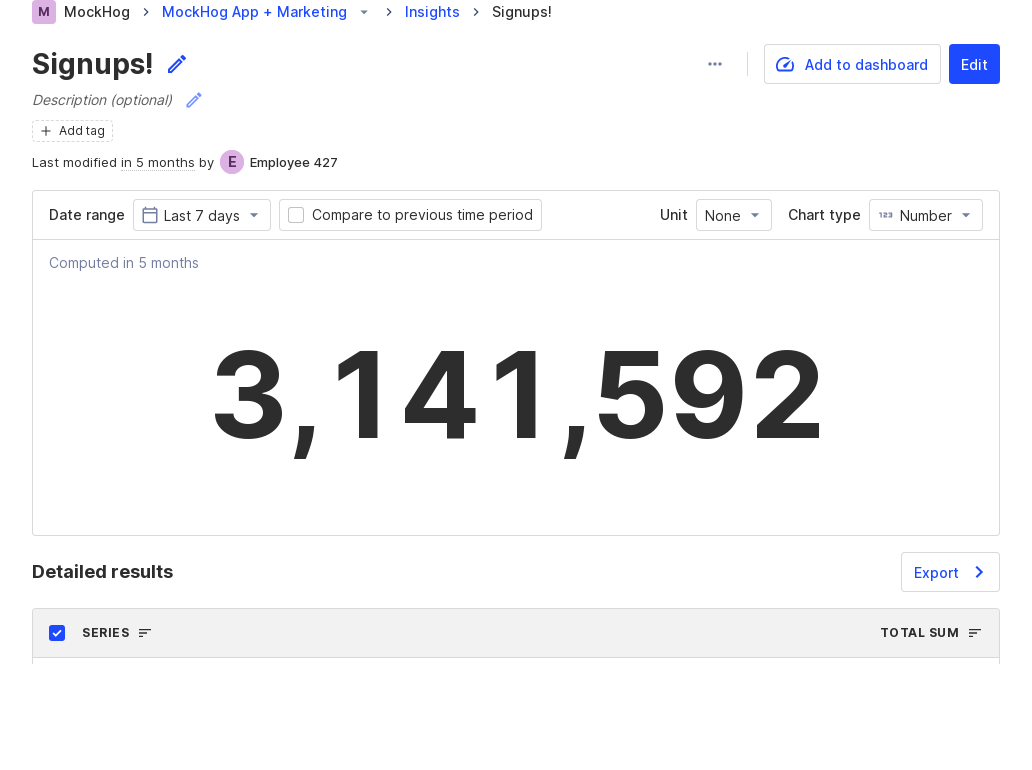 M MockHog > MockHog App + Marketing > Insights > Signups!
Signups!
Add to dashboard
Edit
Description (optional)
+ Add tag
Last modified in 5 months by E Employee 427
Date range Last 7 days Compare to previous time period Unit None Chart type 123 Number
Computed in 5 months
3,141,592
Detailed results
Export
SERIES TOTAL SUM